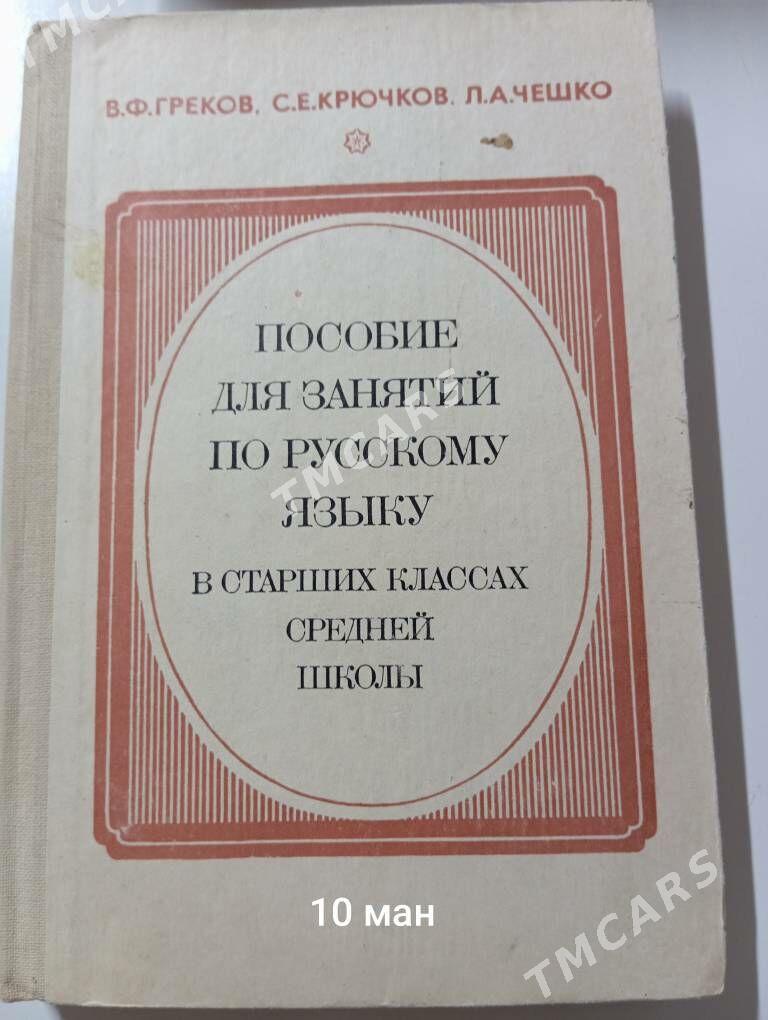 В.Ф.ГРЕКОВ, С.Е.КРЮЧКОВ, Л.А.ЧЕШКО
ПОСОБИЕ
ДЛЯ ЗАНЯТИЙ
ПО РУССКОМУ
ЯЗЫКУ
В СТАРШИХ КЛАССАХ
СРЕДНЕЙ
ШКОЛЫ
10 ман
TMCARS
TMCARS
TMCARS